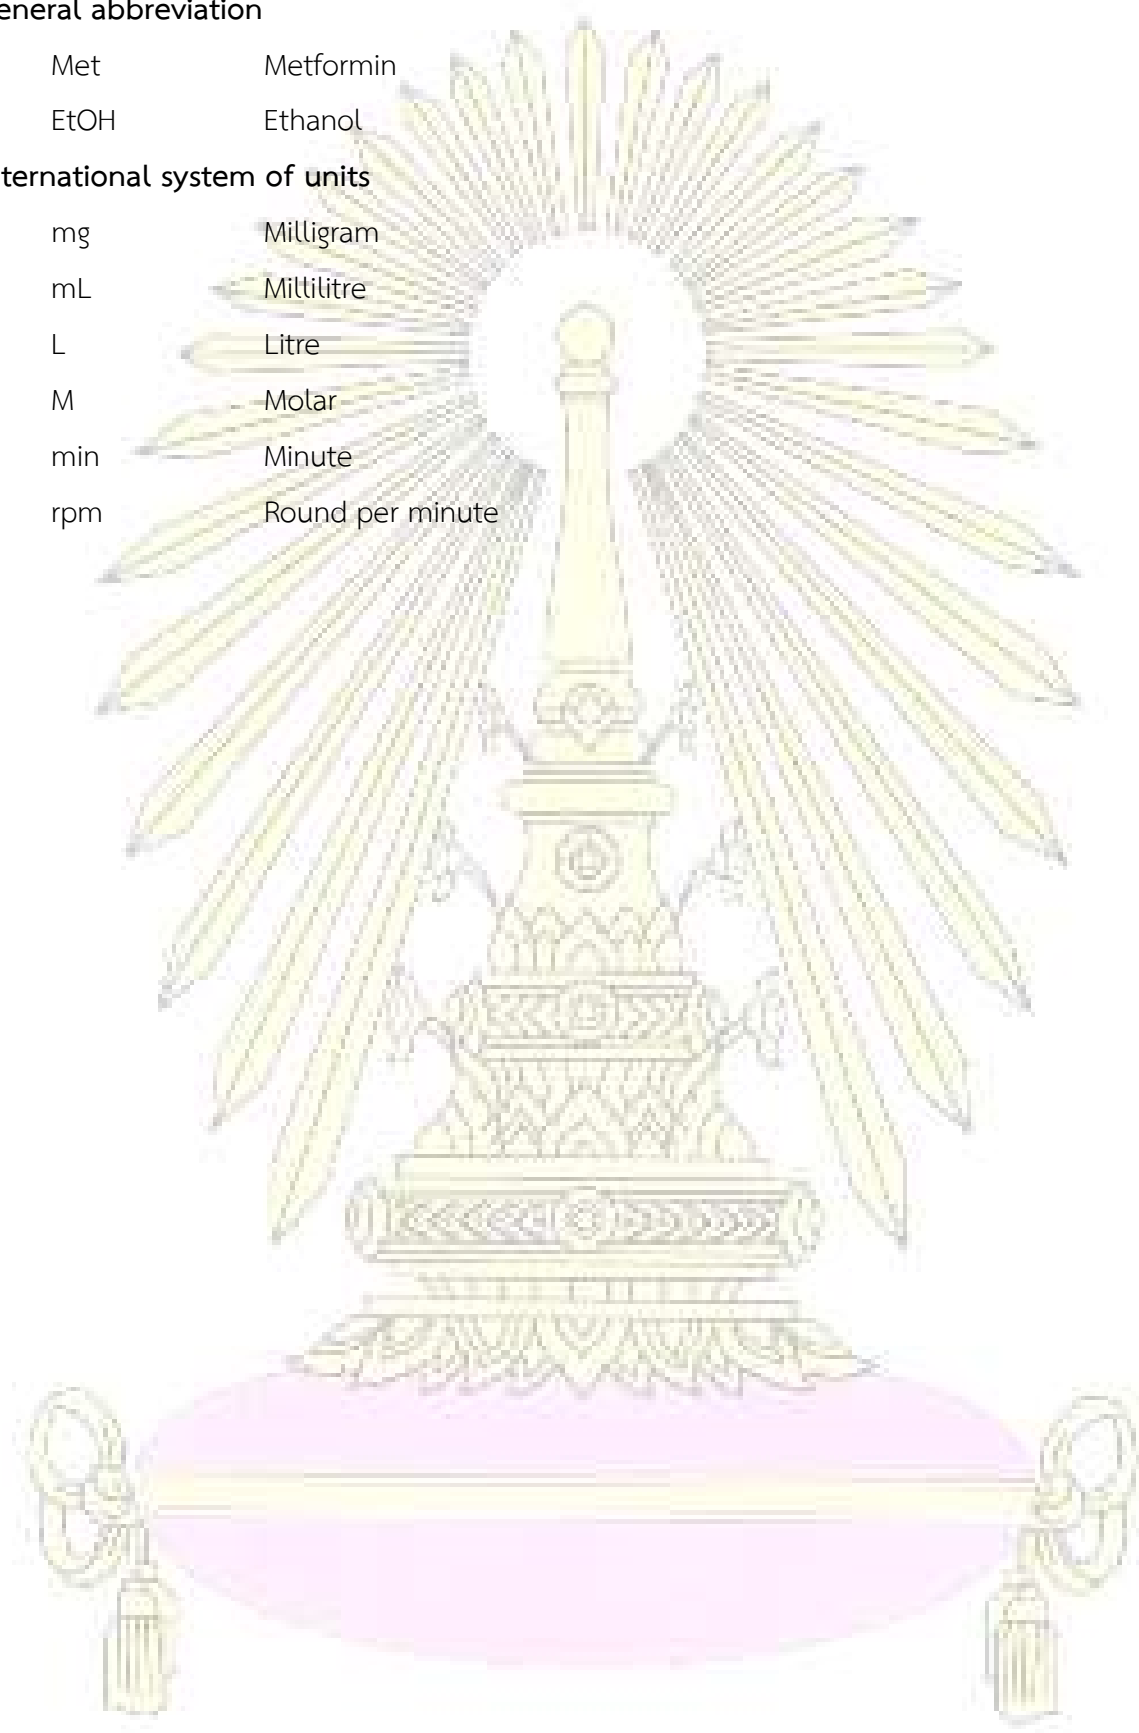 eneral abbreviation
Met Metformin
EtOH Ethanol
ternational system of units
mg Milligram
mL Millilitre
L Litre
M Molar
min Minute
rpm Round per minute